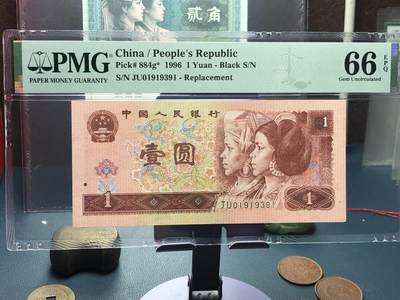 贰角
PMG
PAPER MONEY GUARANTY
China / People's Republic
Pick# 884g* 1996 1 Yuan - Black S/N
S/N JU01919391 - Replacement
66 EPQ
Gem Uncirculated
中国人民银行
1
壹圆
1
1
JU01919391